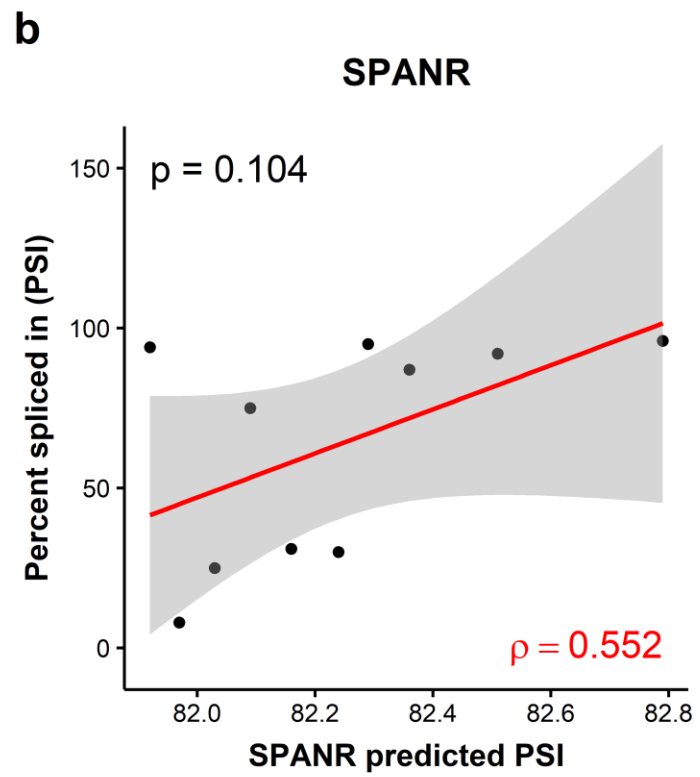 b
SPANR
p = 0.104
150
100
50
0
Percent spliced in (PSI)
ρ = 0.552
82.0 82.2 82.4 82.6 82.8
SPANR predicted PSI